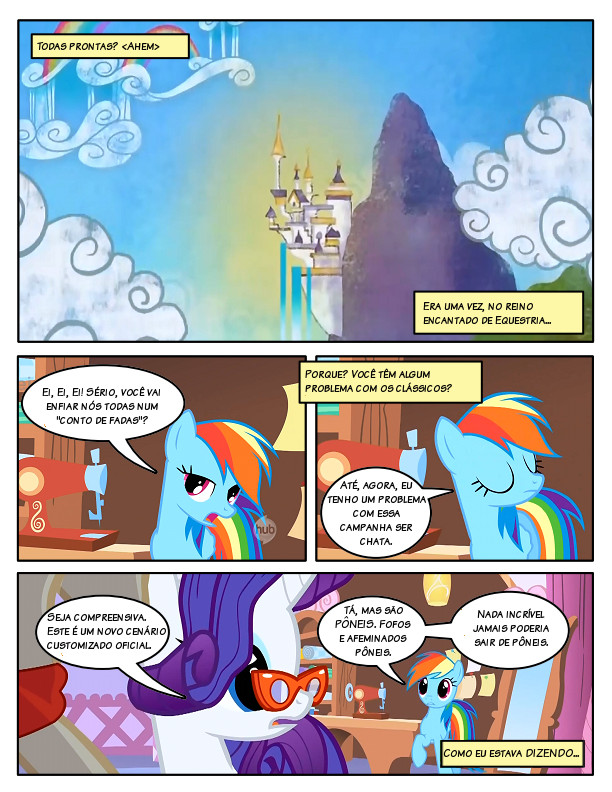 Todas prontas? <Ahem>
Era uma vez, no reino
encantado de Equestria...
Ei, Ei, Ei! Sério, você vai
enfiar nós todas num
"conto de fadas"?
hub
Porque? Você têm algum
problema com os clássicos?
Até, agora, eu
tenho um problema
com essa
campanha ser
chata.
Seja compreensiva.
Este é um novo cenário
customizado oficial.
Tá, mas são
pôneis. Fofos
e afeminados
pôneis.
Nada incrível
jamais poderia
sair de pôneis.
Como eu estava dizendo...